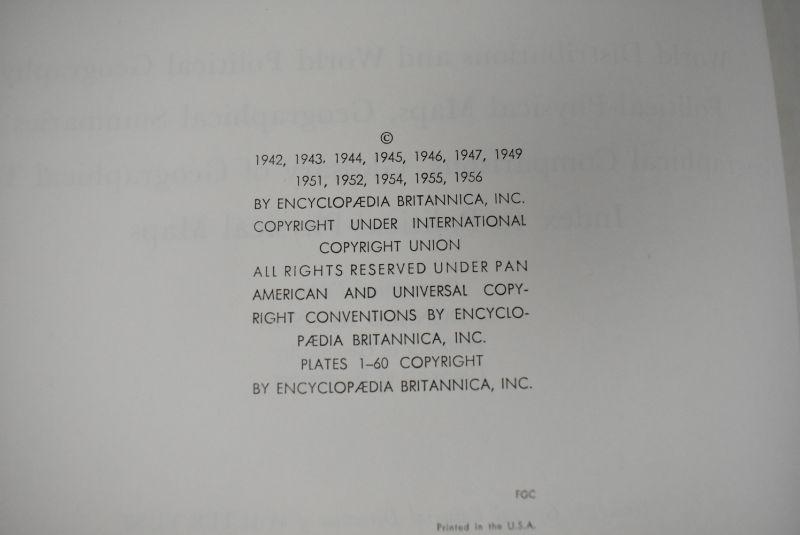 ©
1942, 1943, 1944, 1945, 1946, 1947, 1949
1951, 1952, 1954, 1955, 1956
BY ENCYCLOPÆDIA BRITANNICA, INC.
COPYRIGHT UNDER INTERNATIONAL
COPYRIGHT UNION
ALL RIGHTS RESERVED UNDER PAN
AMERICAN AND UNIVERSAL COPY-
RIGHT CONVENTIONS BY ENCYCLO-
PÆDIA BRITANNICA, INC.
PLATES 1–60 COPYRIGHT
BY ENCYCLOPÆDIA BRITANNICA, INC.
FGC
Printed in the U.S.A.